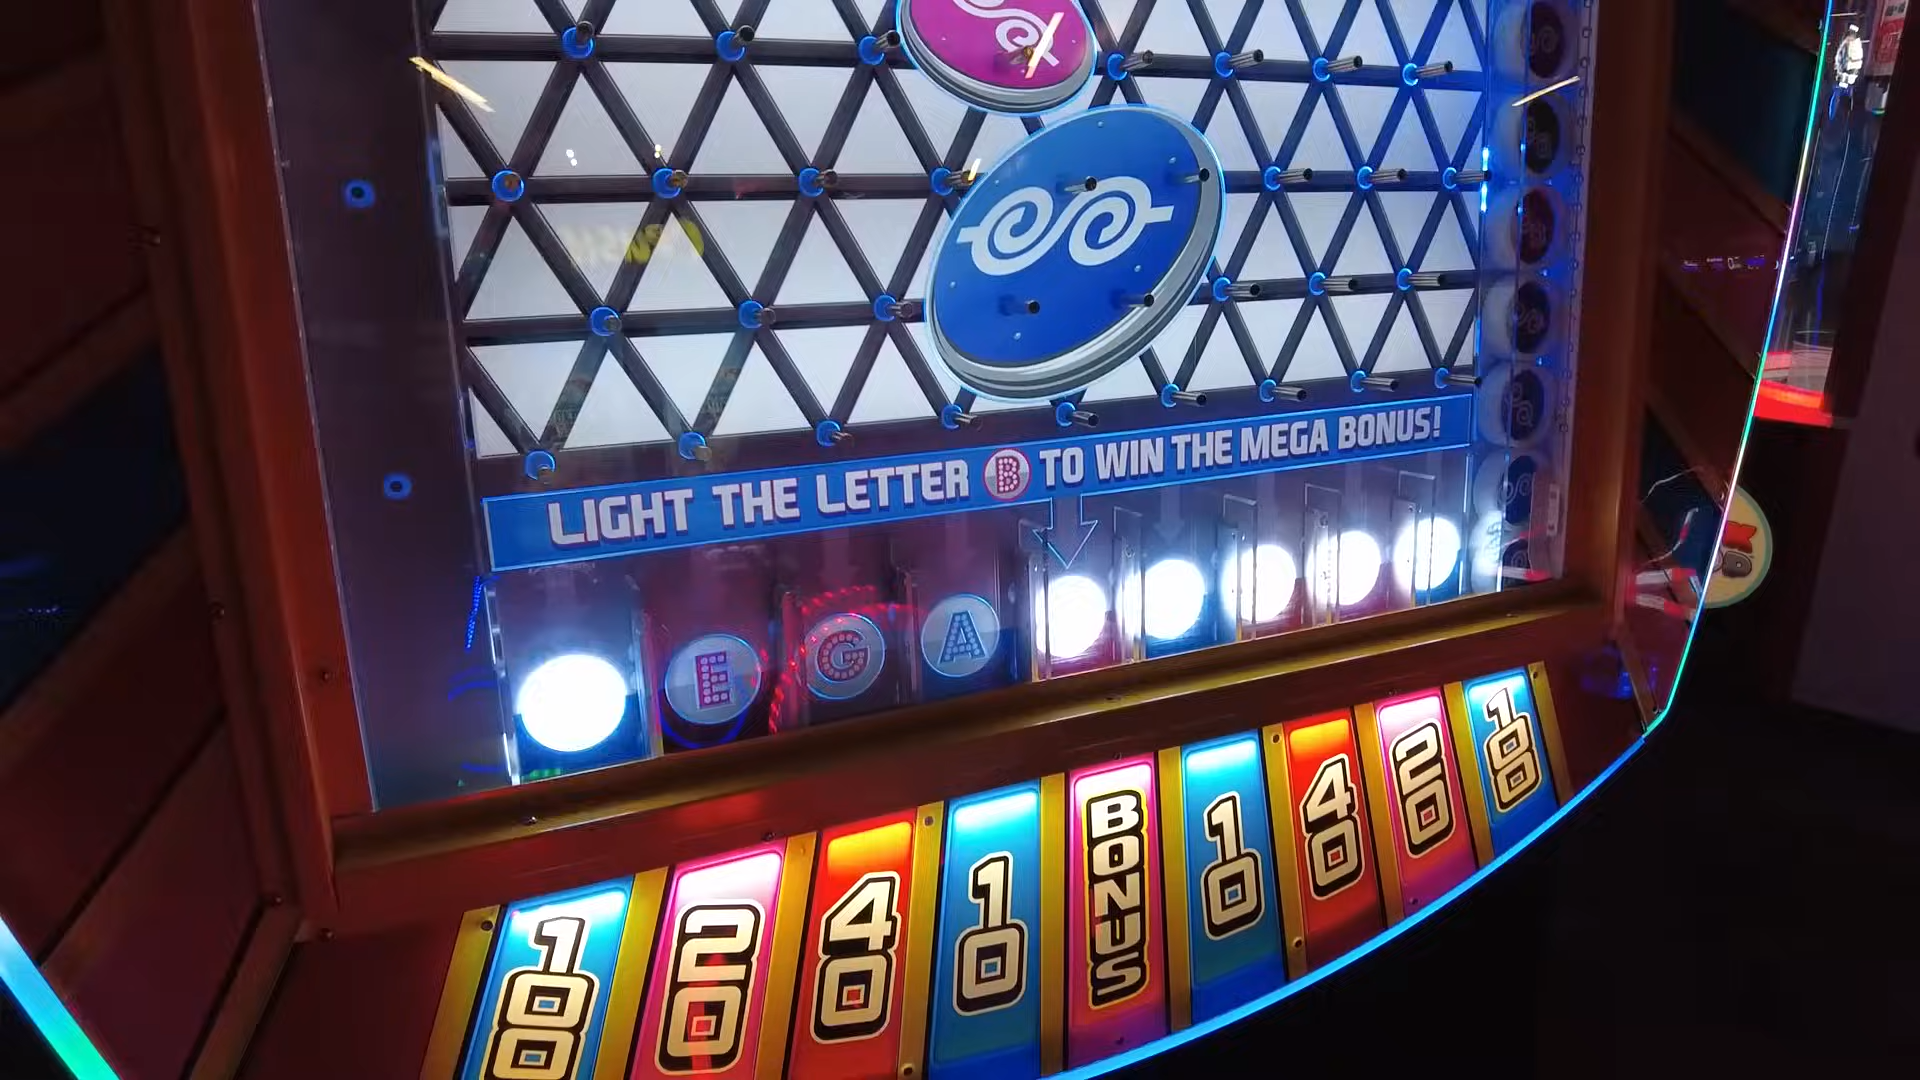 LIGHT THE LETTER B TO WIN THE MEGA BONUS!
E G A
100 20 40 10 BONUS 10 40 20 100